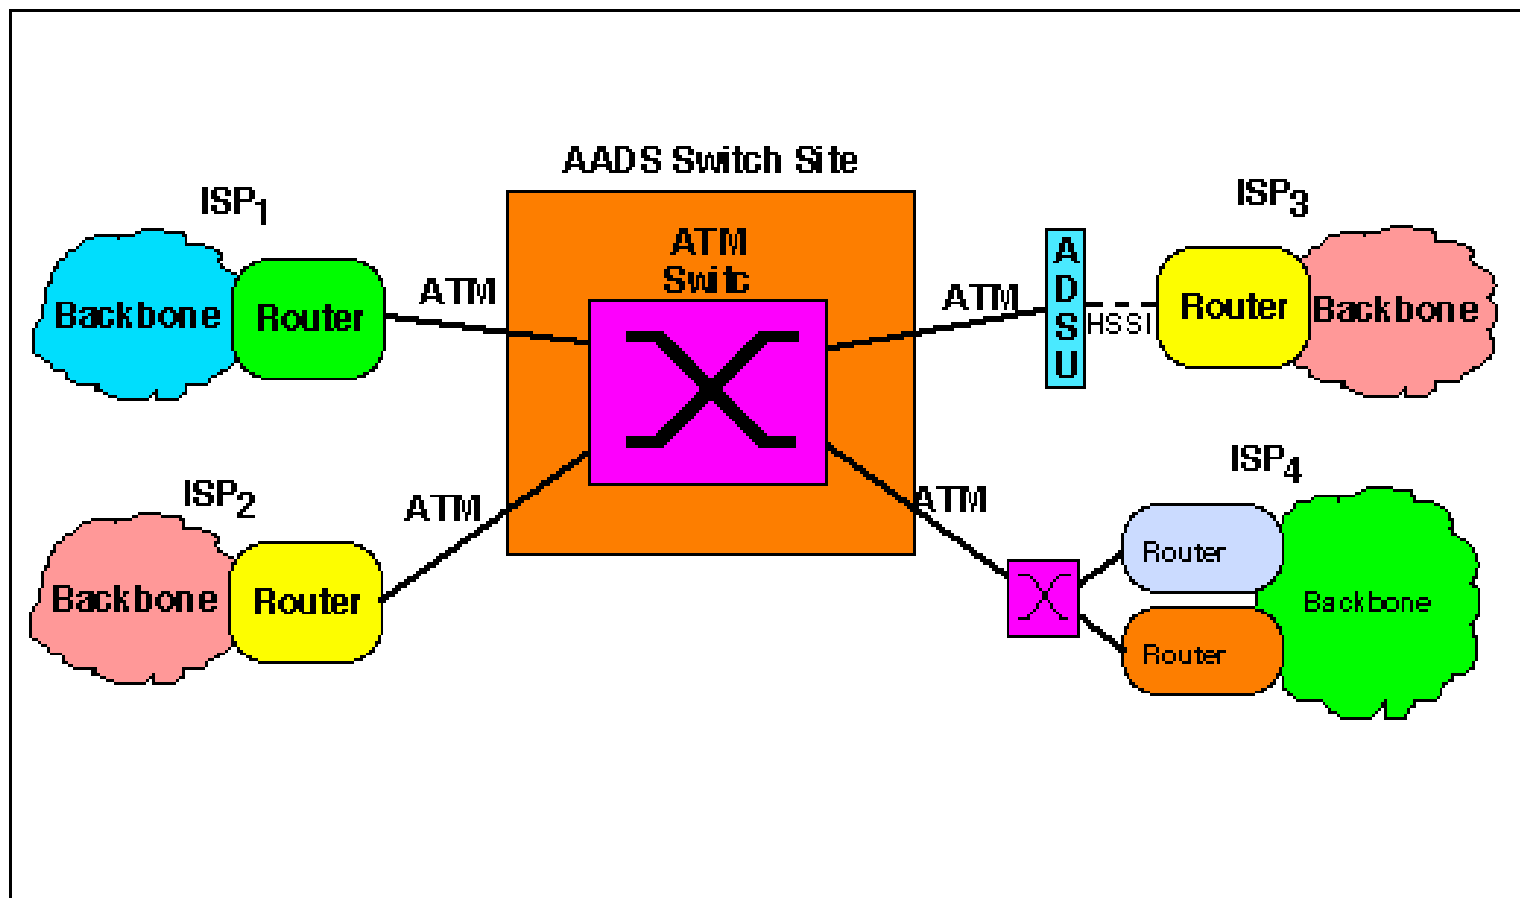 AADS Switch Site
ISP1
ISP3
ATM
Switc
Backbone
Router
ATM
ATM
ADSU
HSSI
Router
Backbone
ISP2
ISP4
Backbone
Router
ATM
ATM
Router
Router
Backbone